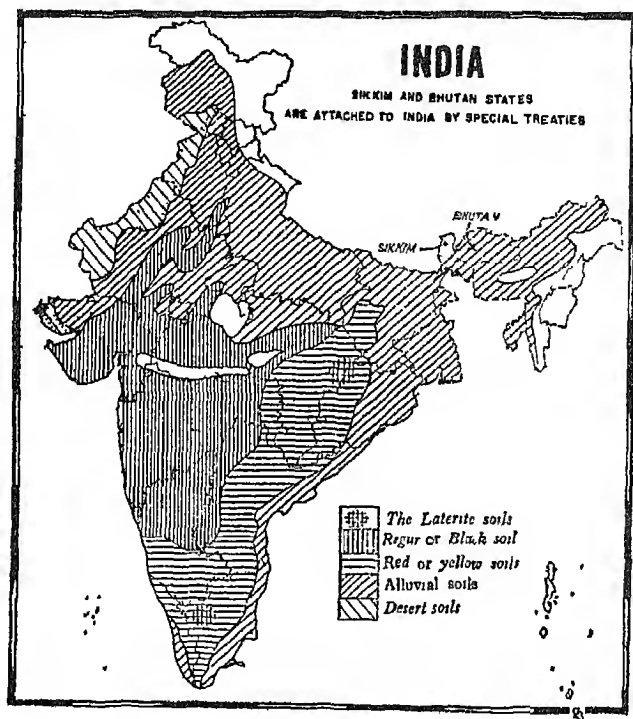 INDIA
SIKKIM AND BHUTAN STATES
ARE ATTACHED TO INDIA BY SPECIAL TREATIES
BHUTAN
SIKKIM
The Laterite soils
Regur or Black soil
Red or yellow soils
Alluvial soils
Desert soils